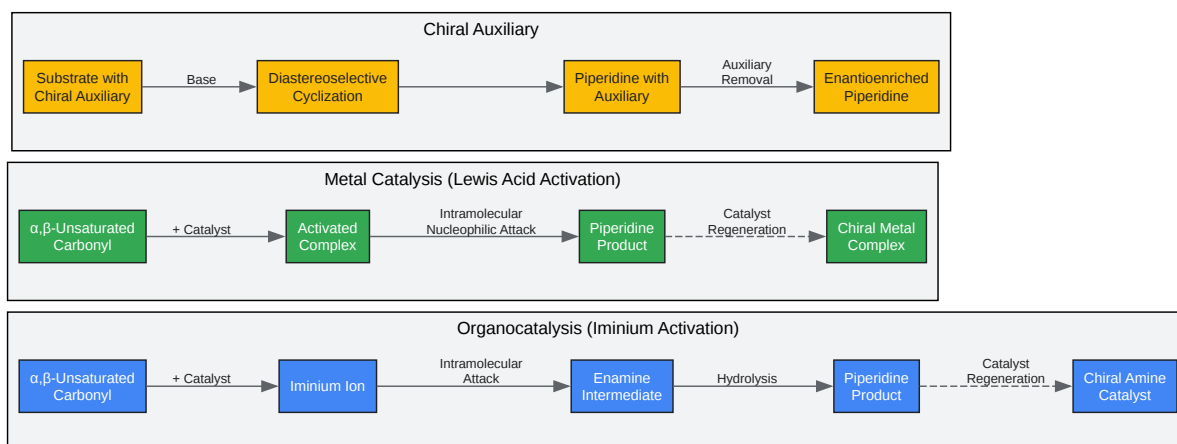 Chiral Auxiliary
Substrate with
Chiral Auxiliary
Base
Diastereoselective
Cyclization
Piperidine with
Auxiliary
Auxiliary
Removal
Enantioenriched
Piperidine
Metal Catalysis (Lewis Acid Activation)
α,β-Unsaturated
Carbonyl
+ Catalyst
Activated
Complex
Intramolecular
Nucleophilic Attack
Piperidine
Product
Catalyst
Regeneration
Chiral Metal
Complex
Organocatalysis (Iminium Activation)
α,β-Unsaturated
Carbonyl
+ Catalyst
Iminium Ion
Intramolecular
Attack
Enamine
Intermediate
Hydrolysis
Piperidine
Product
Catalyst
Regeneration
Chiral Amine
Catalyst